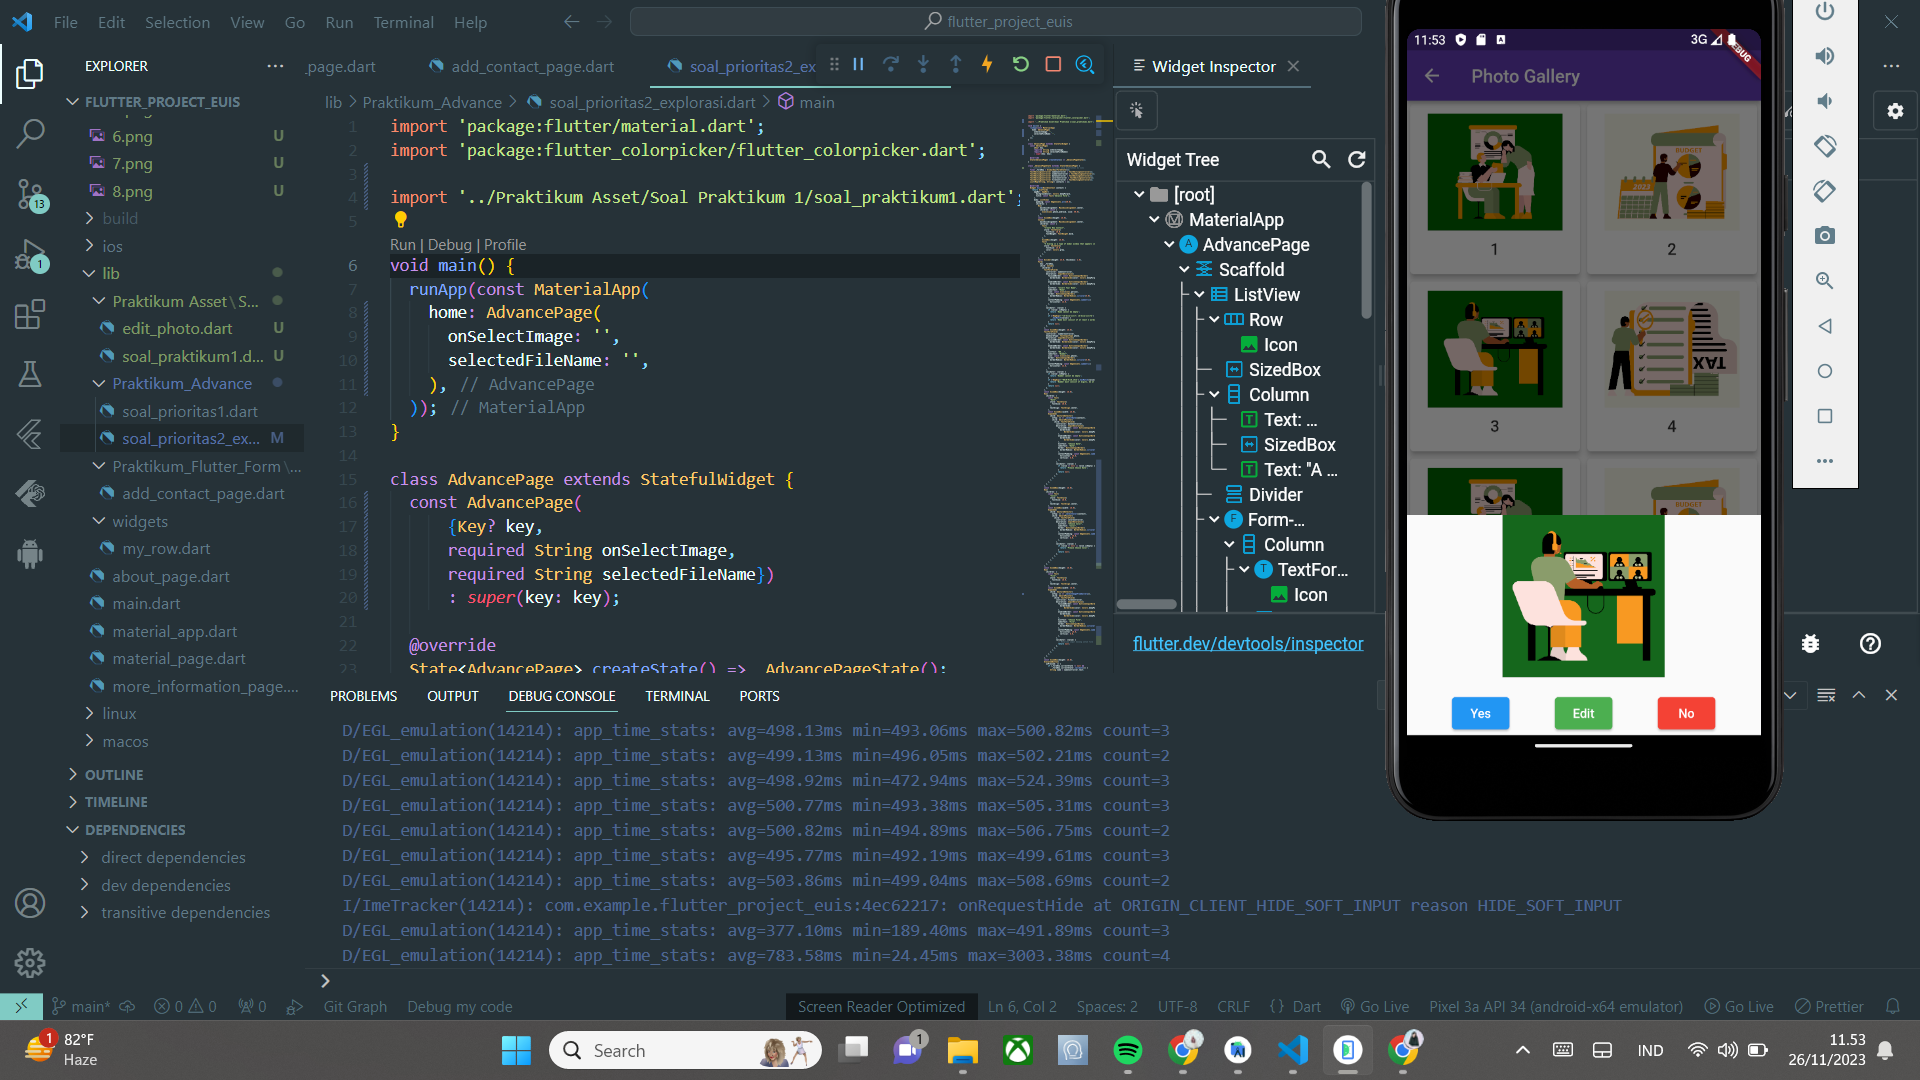 File Edit Selection View Go Run Terminal Help
flutter_project_euis
EXPLORER
FLUTTER_PROJECT_EUIS
6.png U
7.png U
8.png U
build
ios
lib
Praktikum Asset\S...
edit_photo.dart U
soal_praktikum1.d... U
Praktikum_Advance
soal_prioritas1.dart
soal_prioritas2_ex... M
Praktikum_Flutter_Form\...
add_contact_page.dart
widgets
my_row.dart
about_page.dart
main.dart
material_app.dart
material_page.dart
more_information_page....
linux
macos
OUTLINE
TIMELINE
DEPENDENCIES
direct dependencies
dev dependencies
transitive dependencies
13
1
_page.dart add_contact_page.dart soal_prioritas2_ex
lib > Praktikum_Advance > soal_prioritas2_explorasi.dart > main
1 import 'package:flutter/material.dart';
2 import 'package:flutter_colorpicker/flutter_colorpicker.dart';
3
4 import '../Praktikum Asset/Soal Praktikum 1/soal_praktikum1.dart';
5
Run | Debug | Profile
6 void main() {
7 runApp(const MaterialApp(
8 home: AdvancePage(
9 onSelectImage: '',
10 selectedFileName: '',
11 ), // AdvancePage
12 )); // MaterialApp
13 }
14
15 class AdvancePage extends StatefulWidget {
16 const AdvancePage(
17 {Key? key,
18 required String onSelectImage,
19 required String selectedFileName})
20 : super(key: key);
21
22 @override
23 State<AdvancePage> createState() => _AdvancePageState();
Widget Inspector
Widget Tree
[root]
MaterialApp
AdvancePage
Scaffold
ListView
Row
Icon
SizedBox
Column
Text: ...
SizedBox
Text: "A ...
Divider
Form-...
Column
TextFor...
Icon
flutter.dev/devtools/inspector
PROBLEMS OUTPUT DEBUG CONSOLE TERMINAL PORTS
D/EGL_emulation(14214): app_time_stats: avg=498.13ms min=493.06ms max=500.82ms count=3
D/EGL_emulation(14214): app_time_stats: avg=499.13ms min=496.05ms max=502.21ms count=2
D/EGL_emulation(14214): app_time_stats: avg=498.92ms min=472.94ms max=524.39ms count=3
D/EGL_emulation(14214): app_time_stats: avg=500.77ms min=493.38ms max=505.31ms count=3
D/EGL_emulation(14214): app_time_stats: avg=500.82ms min=494.89ms max=506.75ms count=2
D/EGL_emulation(14214): app_time_stats: avg=495.77ms min=492.19ms max=499.61ms count=3
D/EGL_emulation(14214): app_time_stats: avg=503.86ms min=499.04ms max=508.69ms count=2
I/ImeTracker(14214): com.example.flutter_project_euis:4ec62217: onRequestHide at ORIGIN_CLIENT_HIDE_SOFT_INPUT reason HIDE_SOFT_INPUT
D/EGL_emulation(14214): app_time_stats: avg=377.10ms min=189.40ms max=491.89ms count=3
D/EGL_emulation(14214): app_time_stats: avg=783.58ms min=24.45ms max=3003.38ms count=4
11:53 3G
DEBUG
Photo Gallery
BUDGET
2023
1 2
TAX
3 4
BUDGET
Yes Edit No
main* 0 0 0 Git Graph Debug my code Screen Reader Optimized Ln 6, Col 2 Spaces: 2 UTF-8 CRLF {} Dart Go Live Pixel 3a API 34 (android-x64 emulator) Go Live Prettier
1 82°F
Haze
Search
1
IND
11.53
26/11/2023